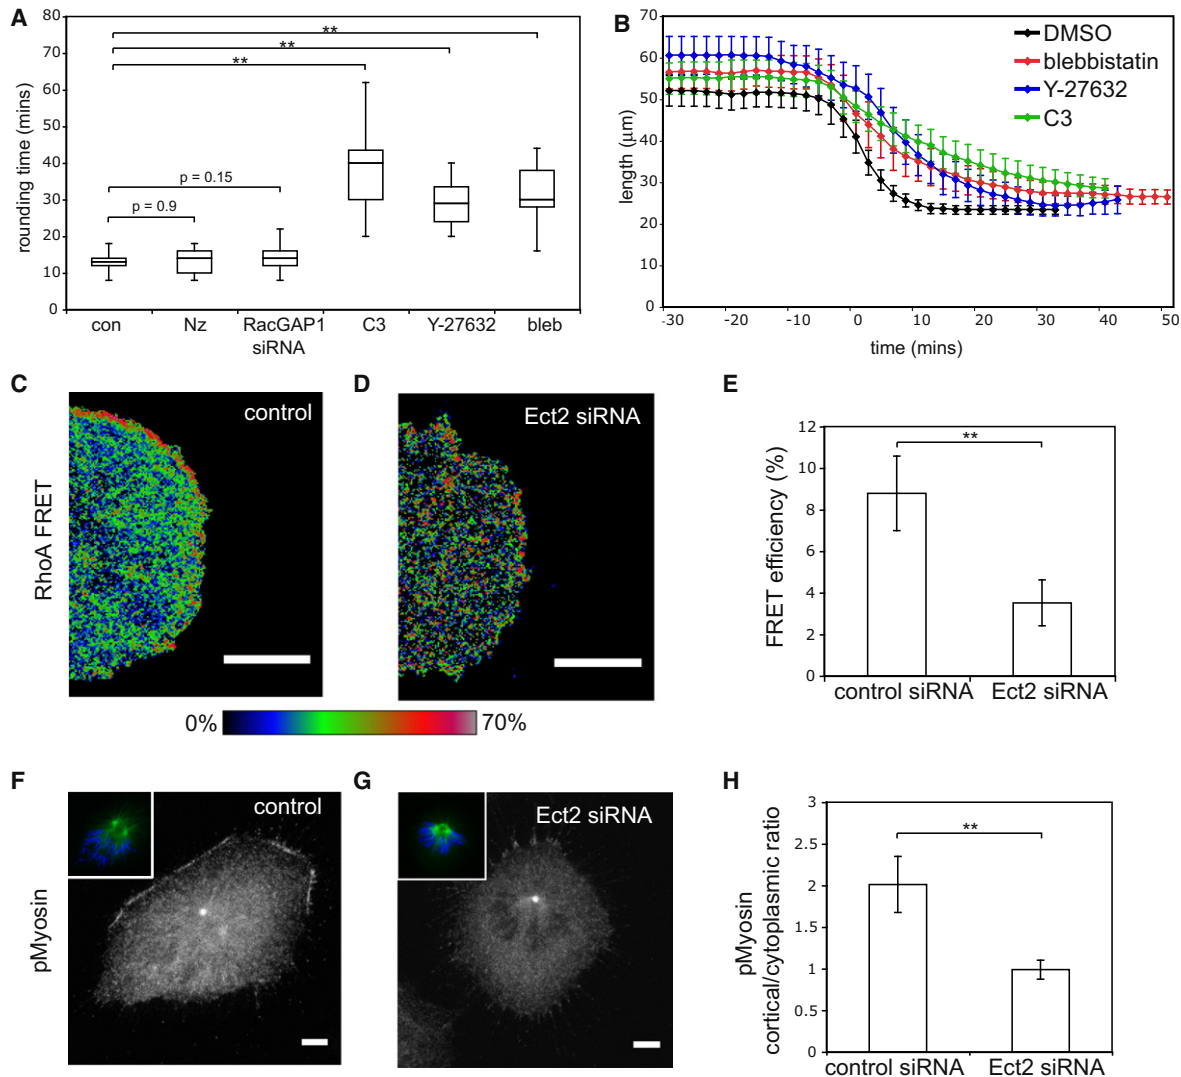 A
80
70
60
50
40
30
20
10
0
rounding time (mins)
**
**
**
p = 0.15
p = 0.9
con
Nz
RacGAP1
siRNA
C3
Y-27632
bleb
B
70
60
50
40
30
20
0
length (μm)
DMSO
blebbistatin
Y-27632
C3
-30
-20
-10
0
10
20
30
40
50
time (mins)
C
control
RhoA FRET
D
Ect2 siRNA
0%
70%
E
12
10
8
6
4
2
0
FRET efficiency (%)
**
control siRNA
Ect2 siRNA
F
control
pMyosin
G
Ect2 siRNA
H
3
2.5
2
1.5
1
0.5
0
pMyosin
cortical/cytoplasmic ratio
**
control siRNA
Ect2 siRNA